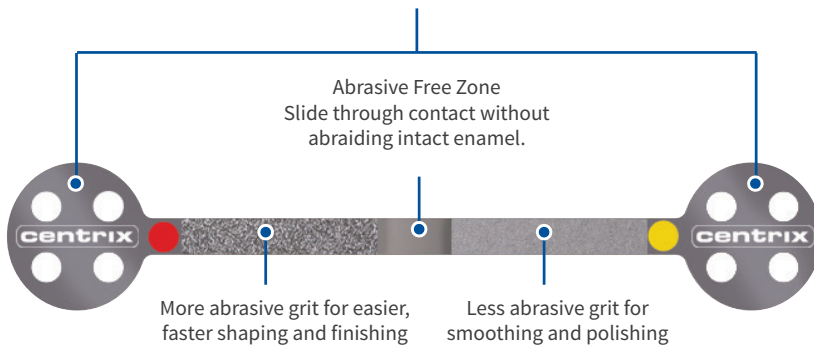 Abrasive Free Zone
Slide through contact without
abraiding intact enamel.
centrix
centrix
More abrasive grit for easier,
faster shaping and finishing
Less abrasive grit for
smoothing and polishing